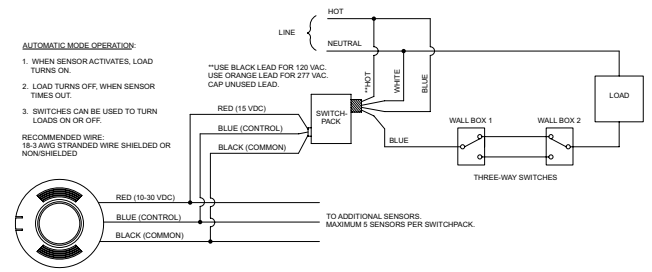 HOT
LINE
NEUTRAL
AUTOMATIC MODE OPERATION:
1. WHEN SENSOR ACTIVATES, LOAD
TURNS ON.
2. LOAD TURNS OFF, WHEN SENSOR
TIMES OUT.
3. SWITCHES CAN BE USED TO TURN
LOADS ON OR OFF.
RECOMMENDED WIRE:
18-3 AWG STRANDED WIRE SHIELDED OR
NON/SHIELDED
**USE BLACK LEAD FOR 120 VAC.
USE ORANGE LEAD FOR 277 VAC.
CAP UNUSED LEAD.
**HOT
WHITE
BLUE
RED (15 VDC)
BLUE (CONTROL)
BLACK (COMMON)
SWITCH-
PACK
BLUE
WALL BOX 1
WALL BOX 2
LOAD
THREE-WAY SWITCHES
RED (10-30 VDC)
BLUE (CONTROL)
BLACK (COMMON)
TO ADDITIONAL SENSORS.
MAXIMUM 5 SENSORS PER SWITCHPACK.